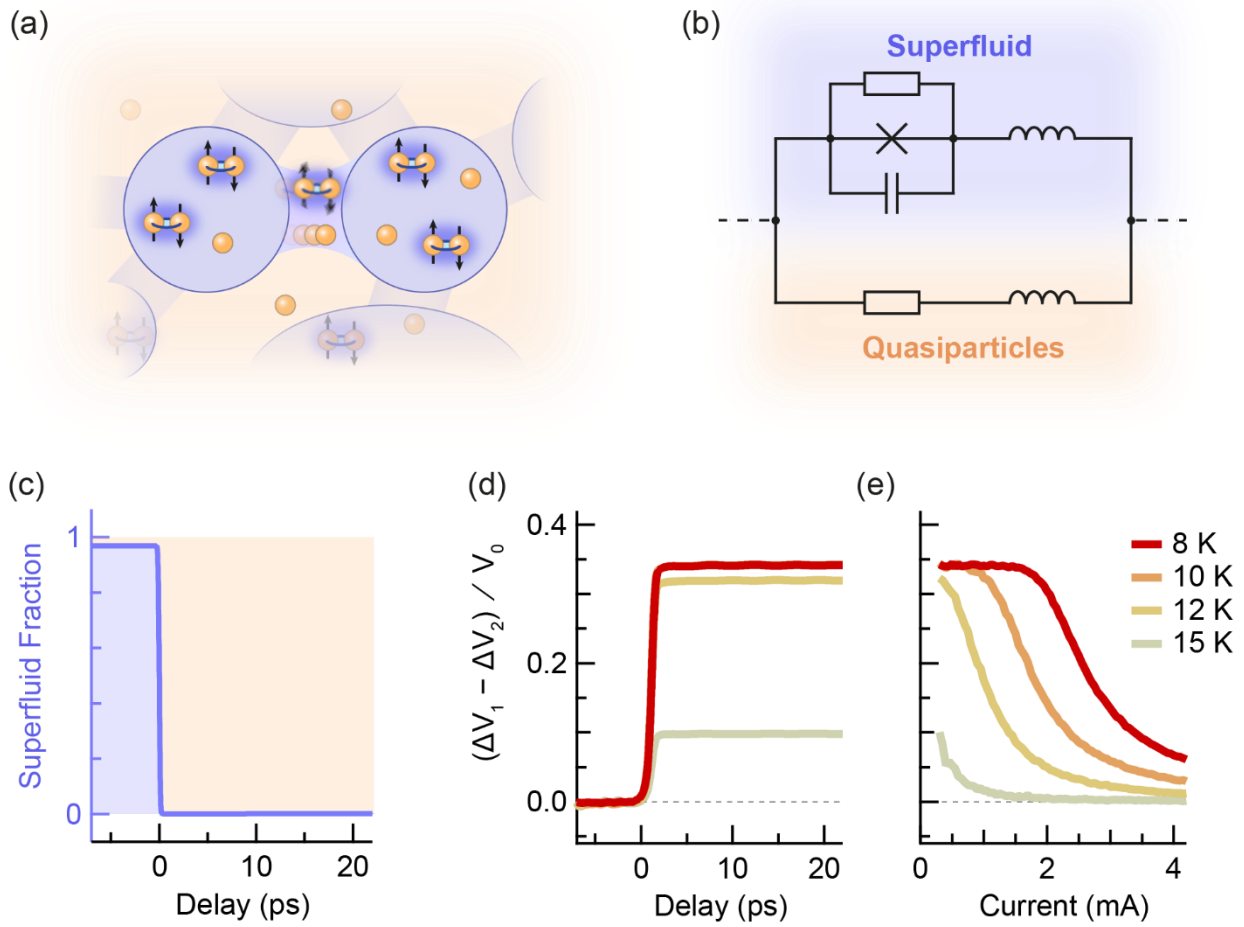 (a)
(b)
Superfluid
Quasiparticles
(c)
Superfluid Fraction
1
0
0
10
20
Delay (ps)
(d)
(ΔV₁ − ΔV₂) / V₀
0.4
0.2
0.0
0
10
20
Delay (ps)
(e)
8 K
10 K
12 K
15 K
0
2
4
Current (mA)